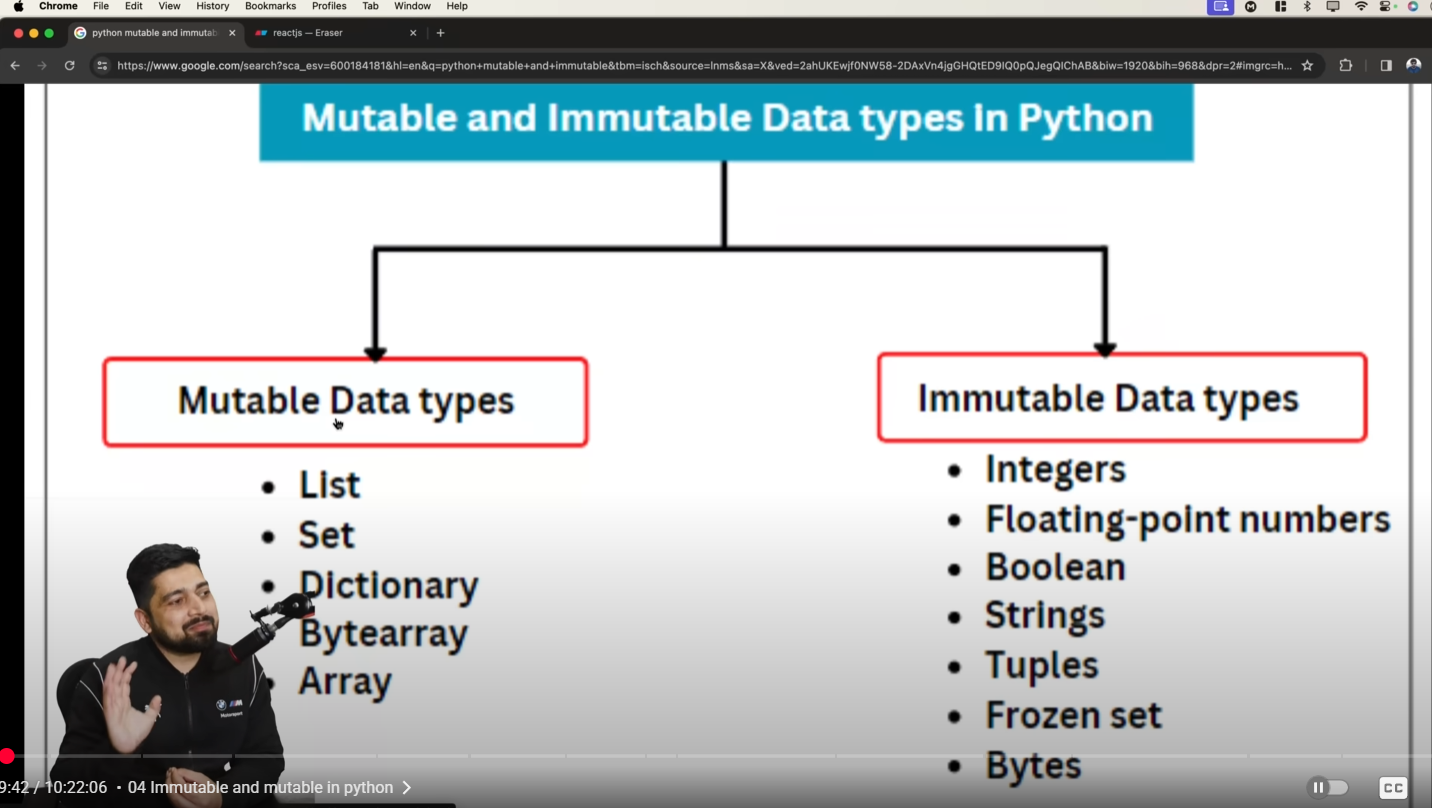 Chrome File Edit View History Bookmarks Profiles Tab Window Help
python mutable and immutab
reactjs — Eraser
https://www.google.com/search?sca_esv=600184181&hl=en&q=python+mutable+and+immutable&tbm=isch&source=lnms&sa=X&ved=2ahUKEwjf0NW58-2DAxVn4jgGHQtED9IQ0pQJegQIChAB&biw=1920&bih=968&dpr=2#imgrc=h...
Mutable and Immutable Data types in Python
Mutable Data types
• List
• Set
• Dictionary
Bytearray
• Array
Immutable Data types
• Integers
• Floating-point numbers
• Boolean
• Strings
• Tuples
• Frozen set
• Bytes
Motorsport
9:42 / 10:22:06 • 04 Immutable and mutable in python
CC